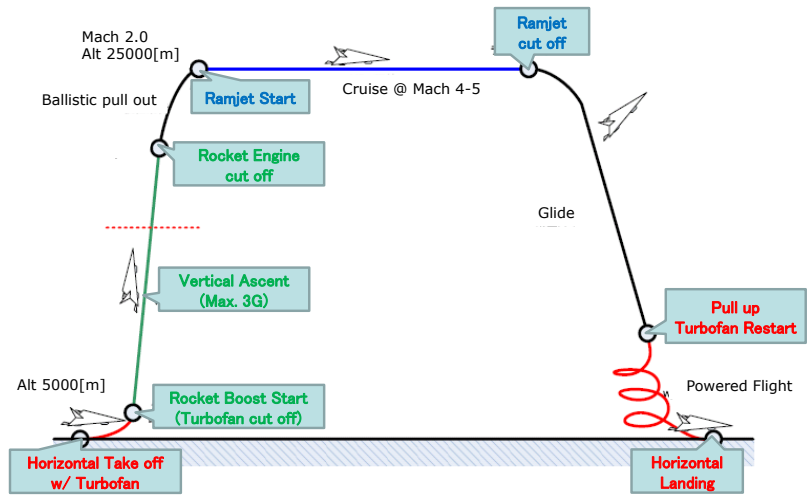 Mach 2.0
Alt 25000[m]
Ramjet
cut off
Ballistic pull out
Ramjet Start
Cruise @ Mach 4-5
Rocket Engine
cut off
Glide
Vertical Ascent
(Max. 3G)
Pull up
Turbofan Restart
Alt 5000[m]
Rocket Boost Start
(Turbofan cut off)
Powered Flight
Horizontal Take off
w/ Turbofan
Horizontal
Landing